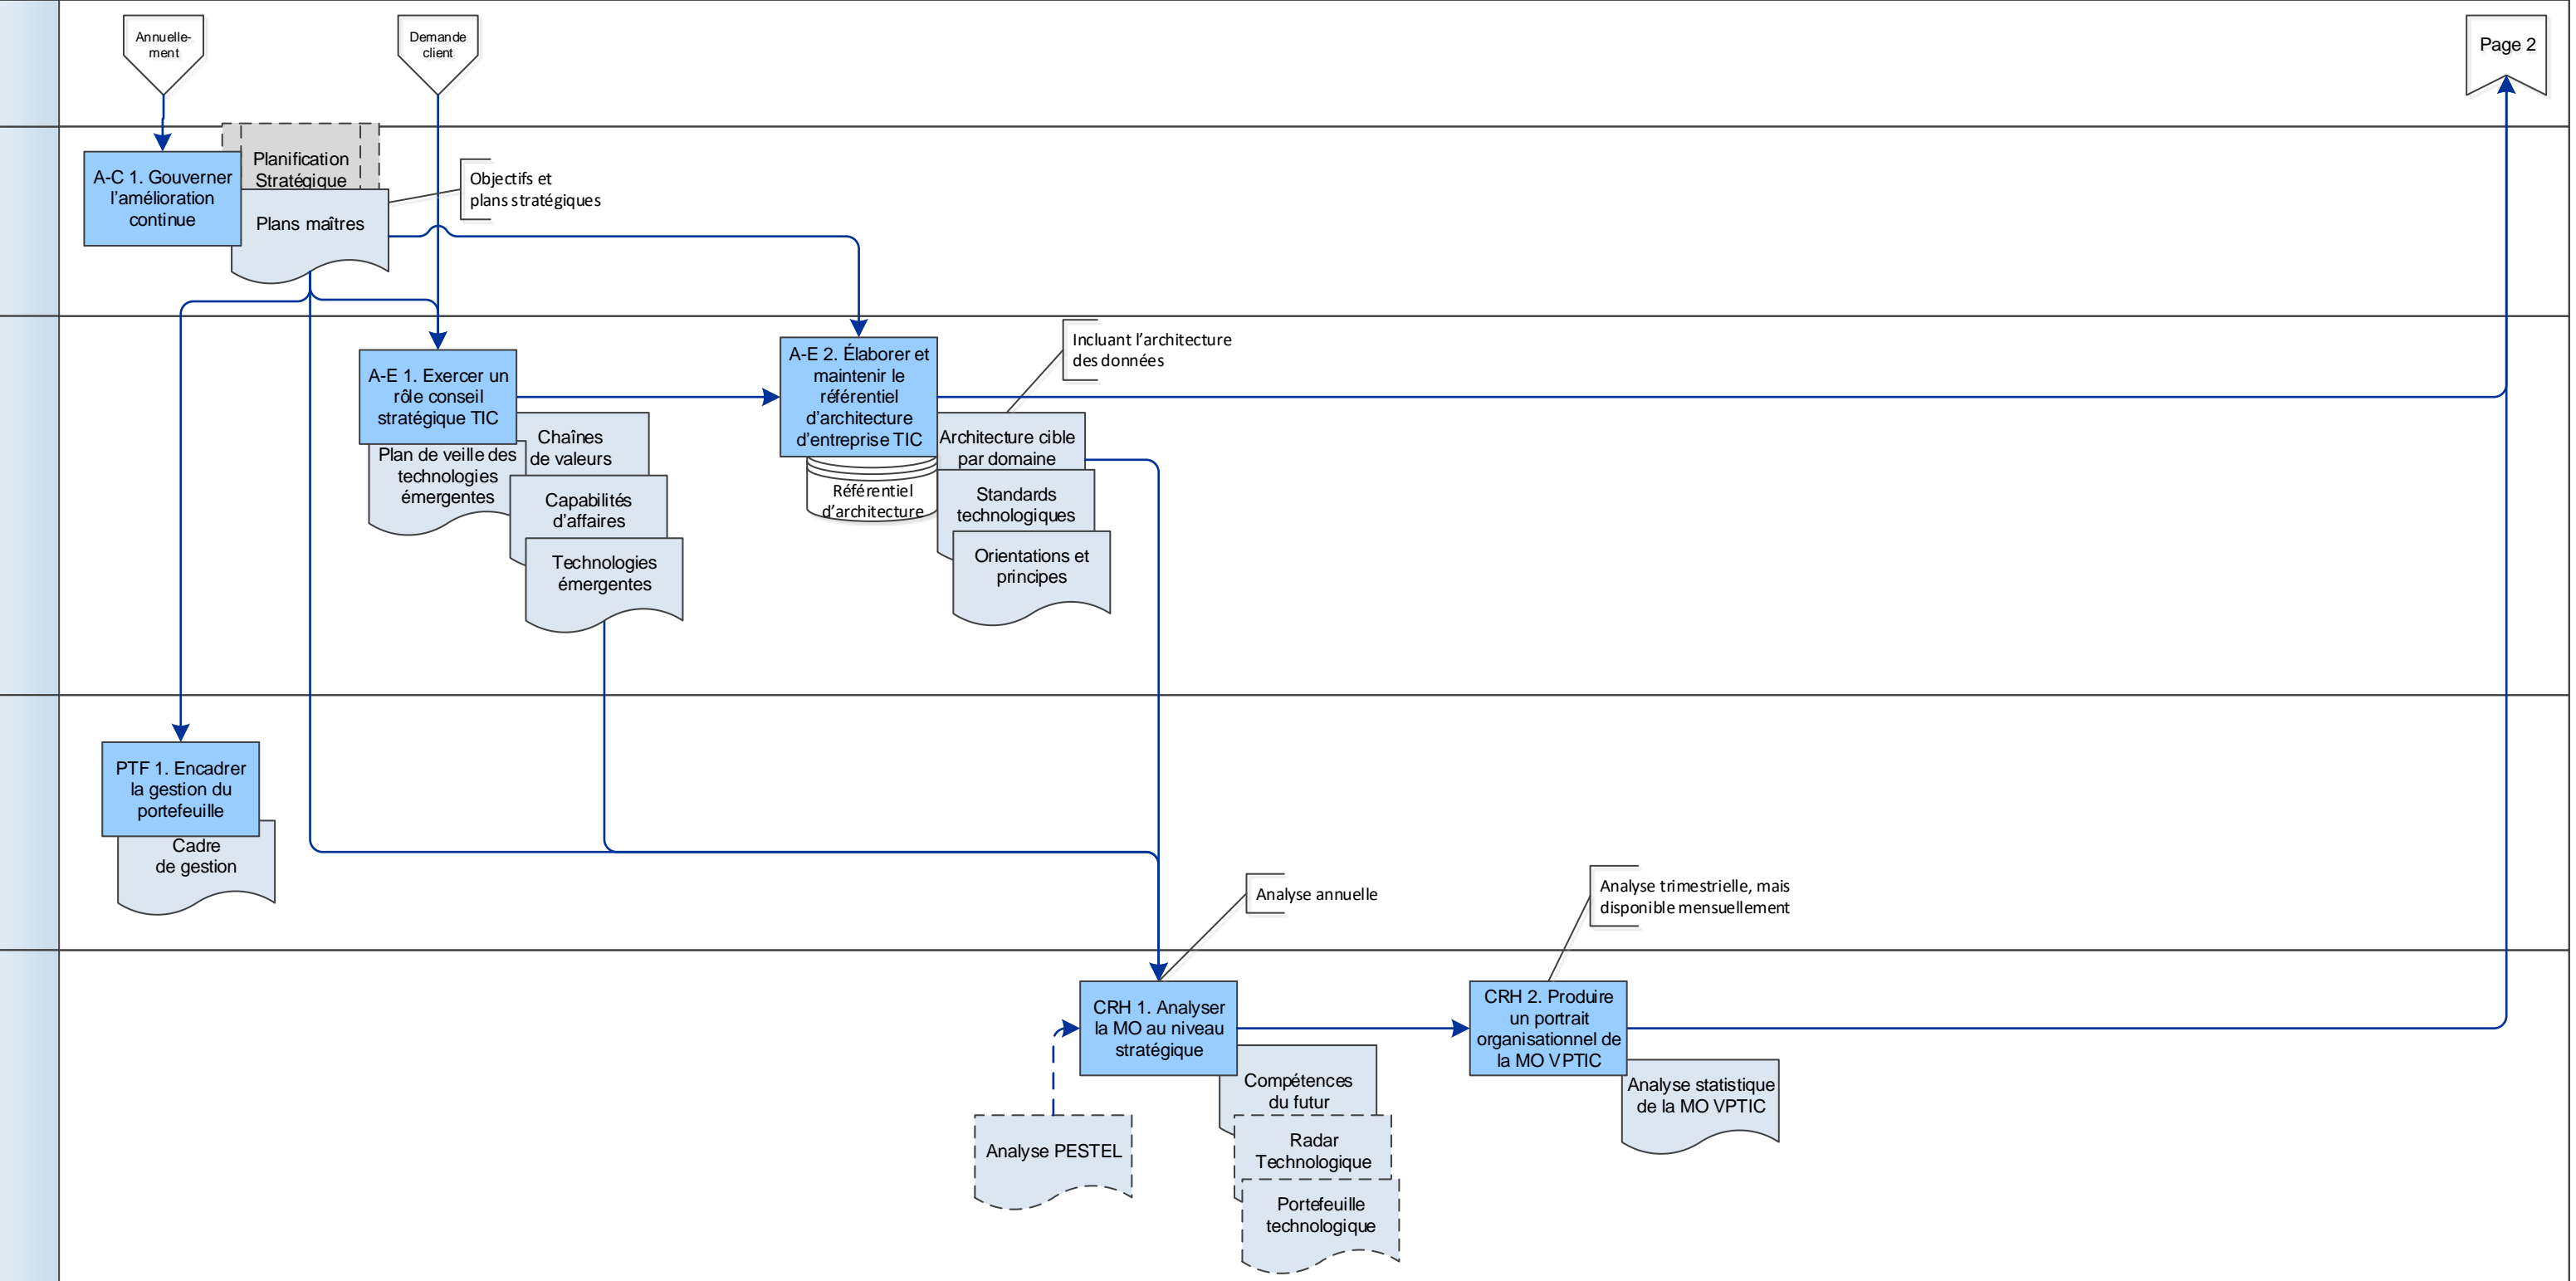 Annuelle-
ment
Demande
client
Page 2
Planification
Stratégique
A-C 1. Gouverner
l’amélioration
continue
Plans maîtres
Objectifs et
plans stratégiques
Incluant l’architecture
des données
A-E 1. Exercer un
rôle conseil
stratégique TIC
A-E 2. Élaborer et
maintenir le
référentiel
d’architecture
d’entreprise TIC
Chaînes
de valeurs
Plan de veille des
technologies
émergentes
Capabilités
d’affaires
Technologies
émergentes
Référentiel
d’architecture
Architecture cible
par domaine
Standards
technologiques
Orientations et
principes
PTF 1. Encadrer
la gestion du
portefeuille
Cadre
de gestion
Analyse annuelle
Analyse trimestrielle, mais
disponible mensuellement
CRH 1. Analyser
la MO au niveau
stratégique
CRH 2. Produire
un portrait
organisationnel de
la MO VPTIC
Compétences
du futur
Analyse statistique
de la MO VPTIC
Analyse PESTEL
Radar
Technologique
Portefeuille
technologique